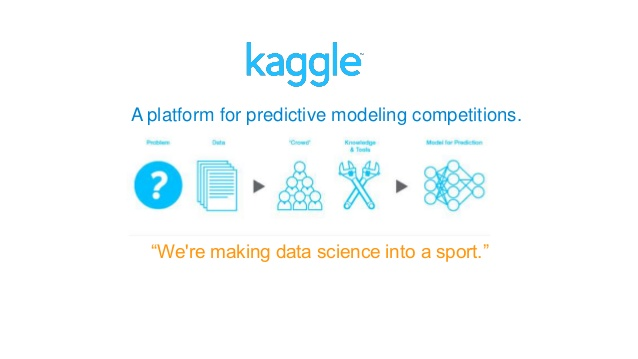 kaggle™
A platform for predictive modeling competitions.
Problem Data 'Crowd' Knowledge Model for Prediction
& Tools
?
“We're making data science into a sport.”